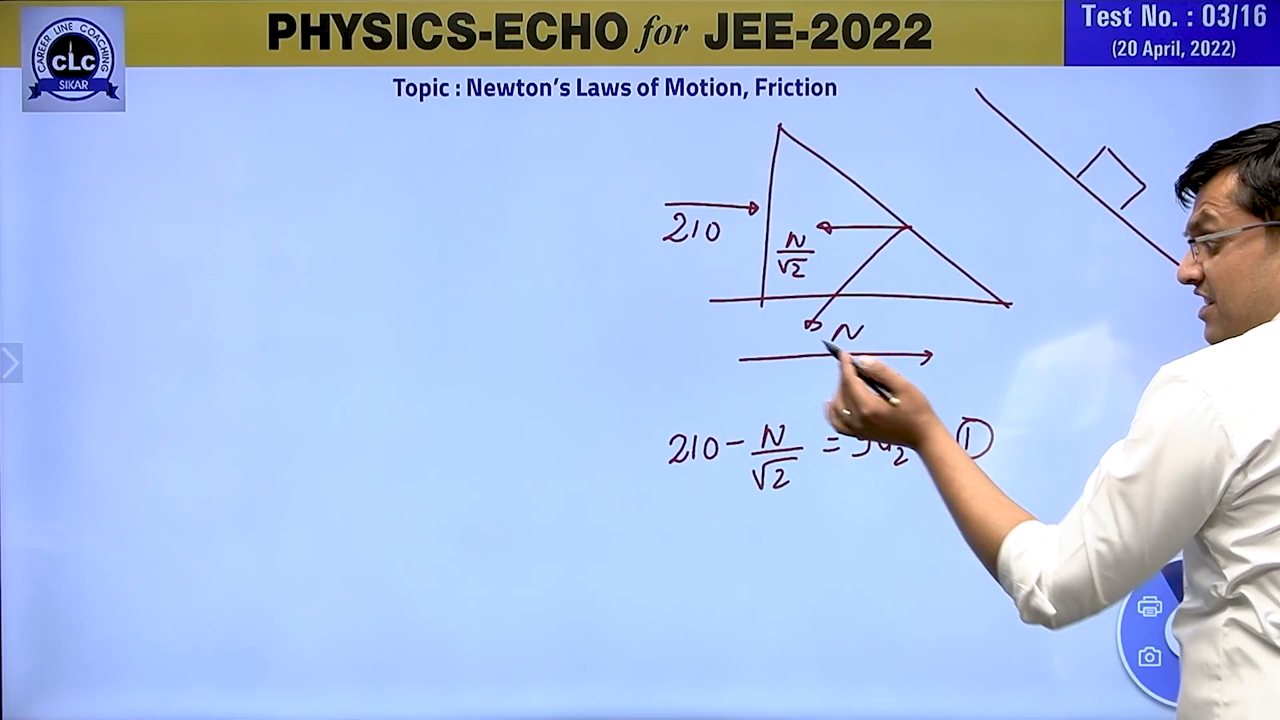 PHYSICS-ECHO for JEE-2022
Test No. : 03/16
(20 April, 2022)
CAREER LINE COACHING
CLC
SIKAR
Topic : Newton's Laws of Motion, Friction
210
N/√2
N
210 - N/√2 =
2
①